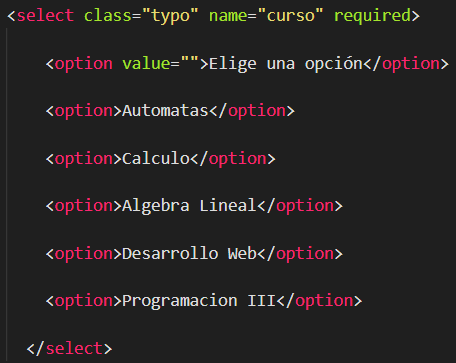 <select class="typo" name="curso" required>
<option value="">Elige una opción</option>
<option>Automatas</option>
<option>Calculo</option>
<option>Algebra Lineal</option>
<option>Desarrollo Web</option>
<option>Programacion III</option>
</select>